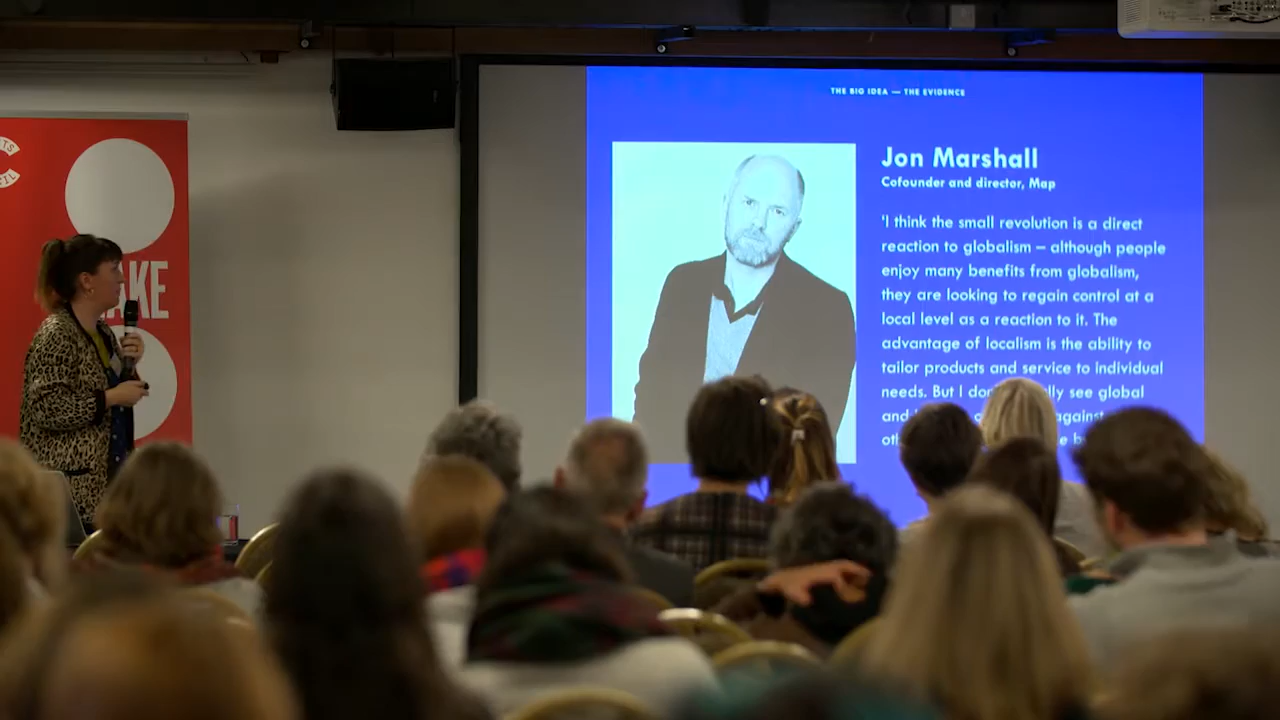 THE BIG IDEA — THE EVIDENCE
Jon Marshall
Cofounder and director, Map
'I think the small revolution is a direct
reaction to globalism – although people
enjoy many benefits from globalism,
they are looking to regain control at a
local level as a reaction to it. The
advantage of localism is the ability to
tailor products and service to individual
needs. But I see global
and against